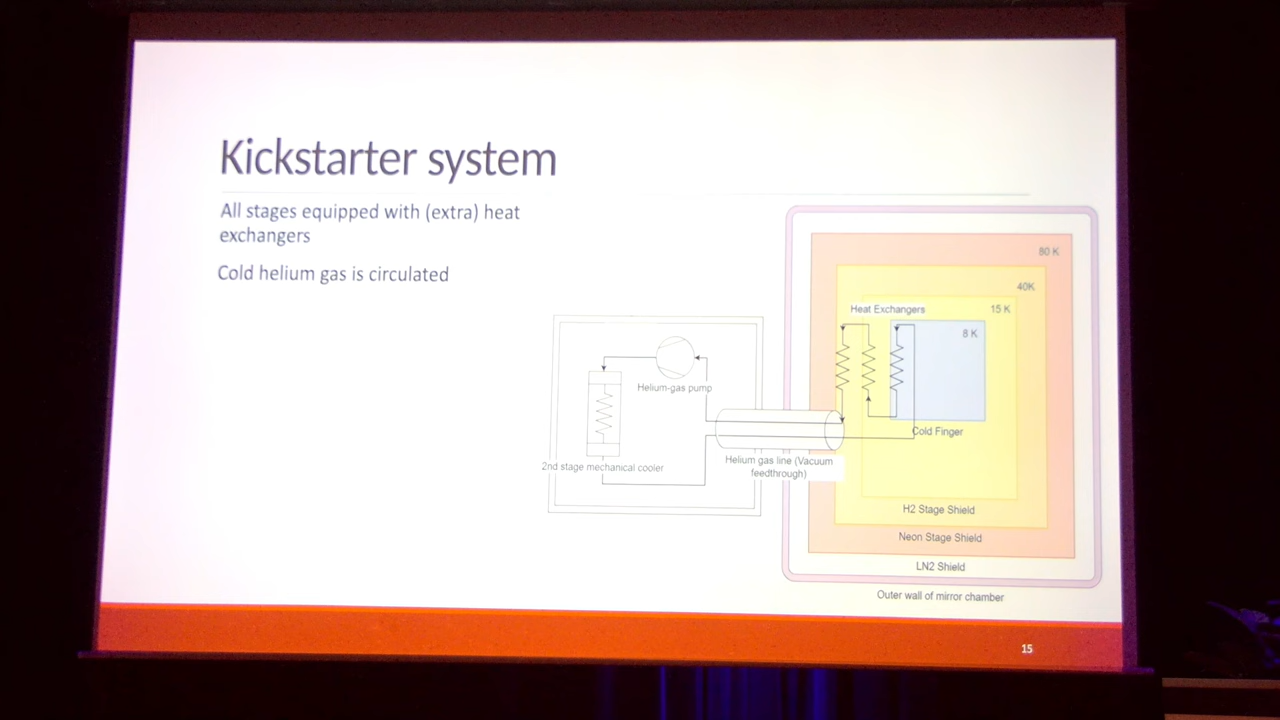 Kickstarter system
All stages equipped with (extra) heat
exchangers
Cold helium gas is circulated
80 K
40K
15 K
Heat Exchangers
8 K
Helium-gas pump
Cold Finger
2nd stage mechanical cooler
Helium gas line (Vacuum
feedthrough)
H2 Stage Shield
Neon Stage Shield
LN2 Shield
Outer wall of mirror chamber
15